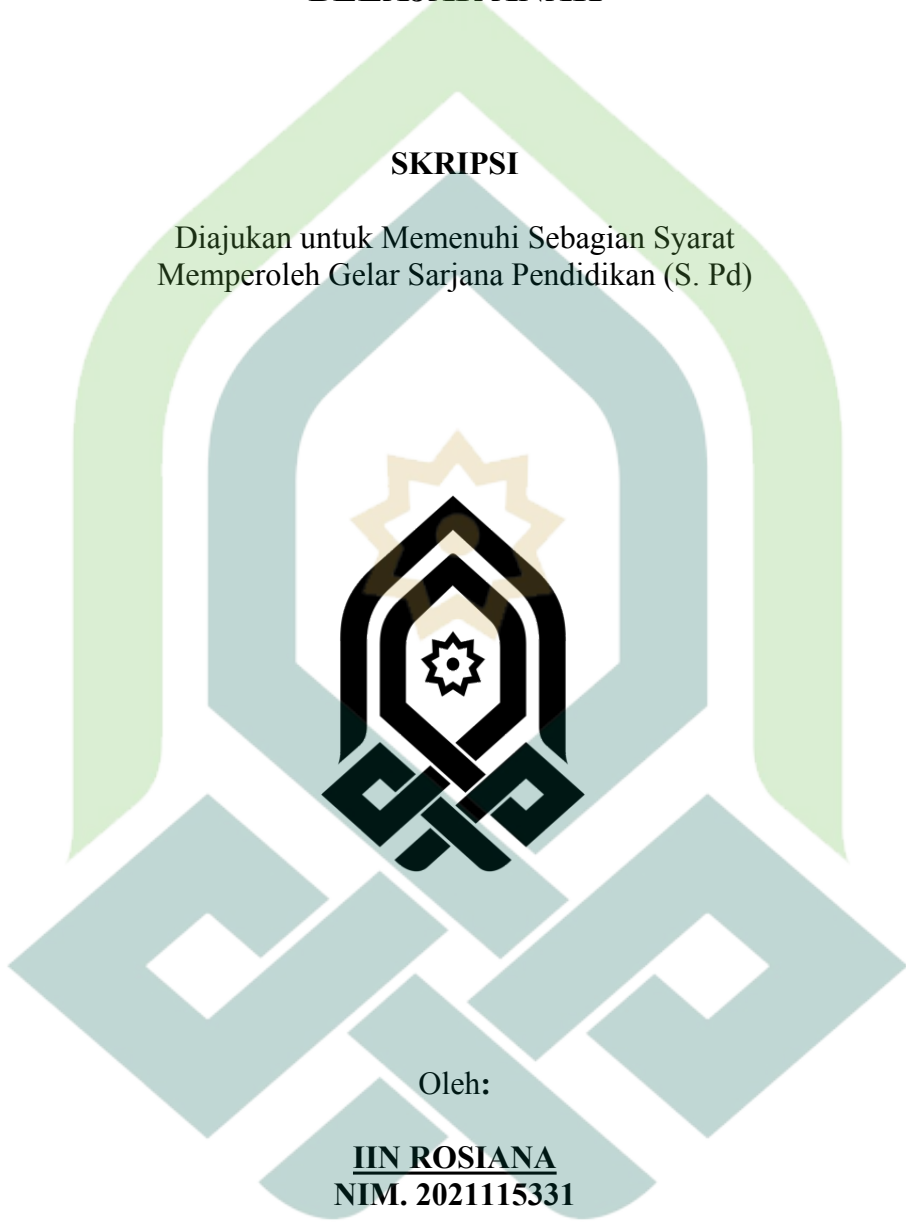 SKRIPSI
Diajukan untuk Memenuhi Sebagian Syarat
Memperoleh Gelar Sarjana Pendidikan (S. Pd)
Oleh:
IIN ROSIANA
NIM. 2021115331